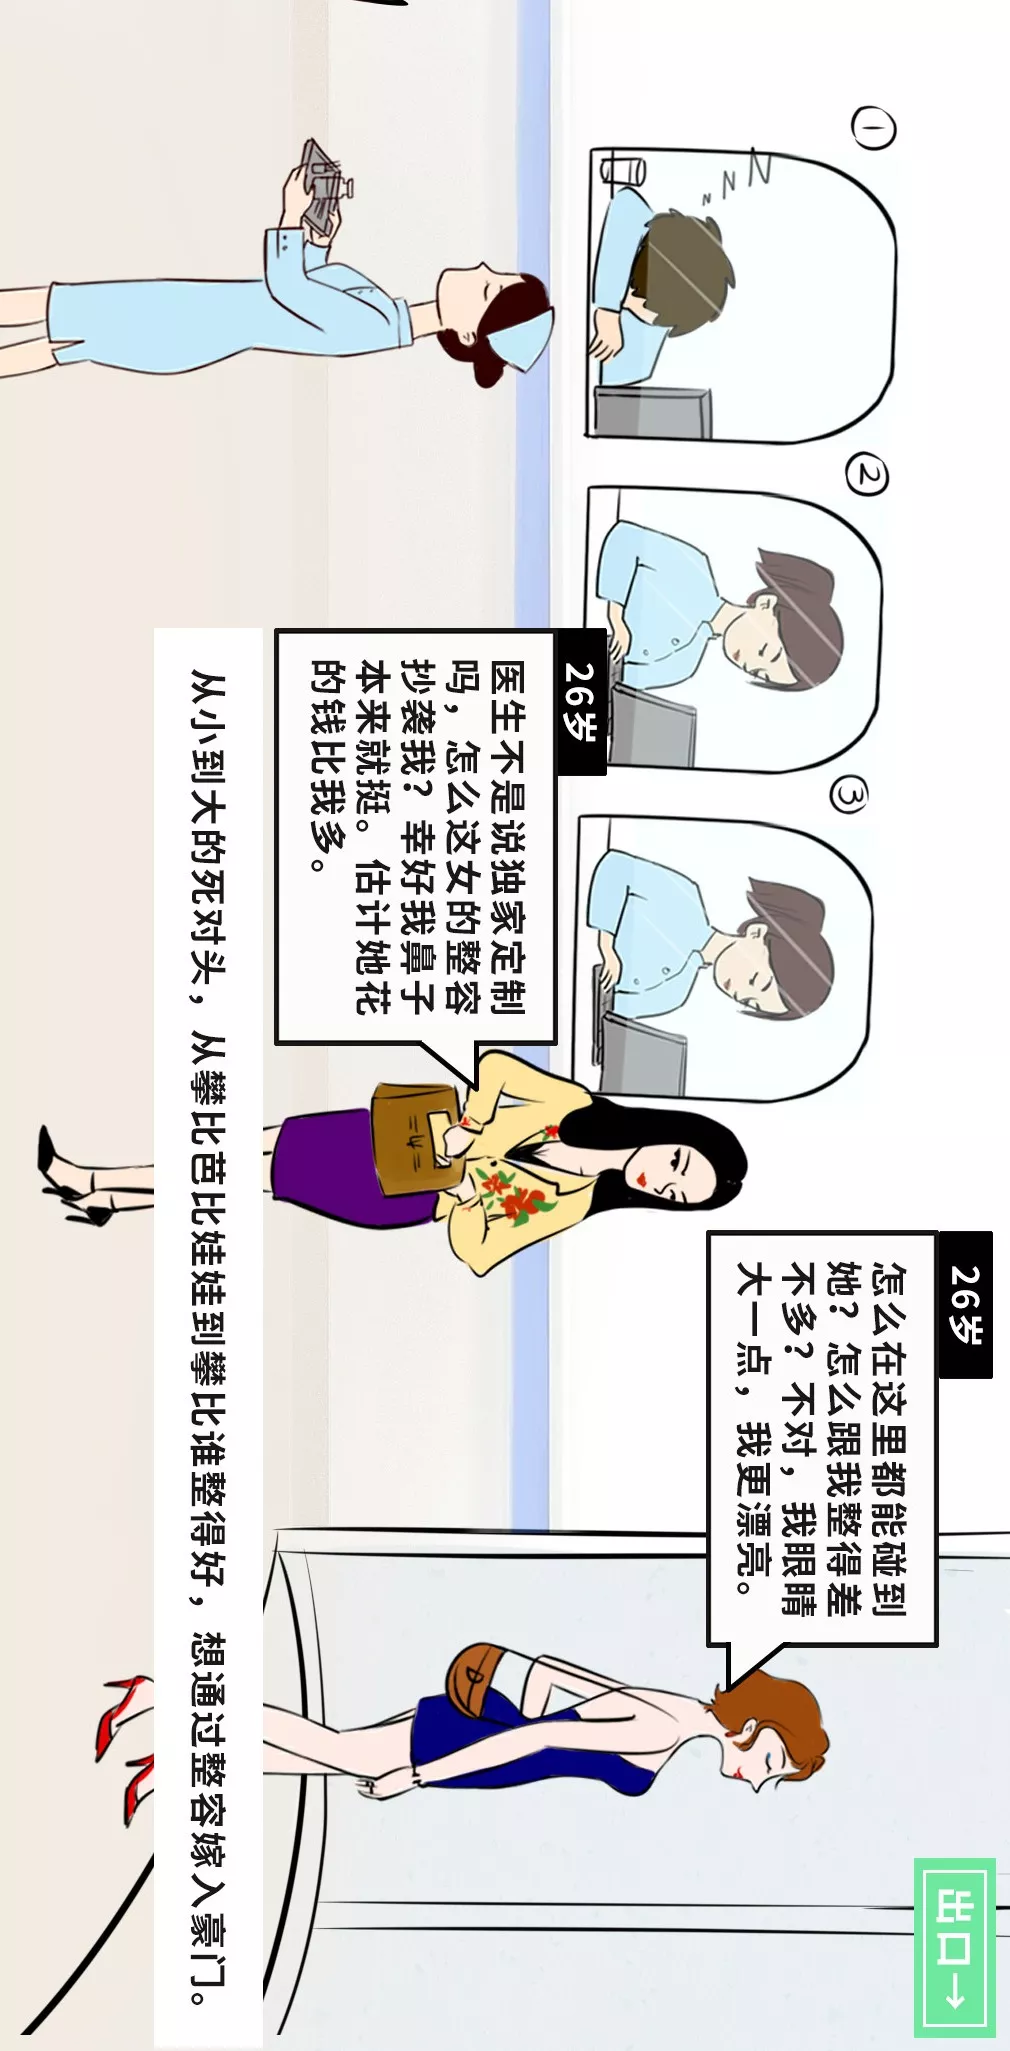 ①
N N N
②
③
26岁
医生不是说独家定制
吗，怎么这女的整容
抄袭我？幸好我鼻子
本来就挺。估计她花
的钱比我多。
26岁
怎么在这里都能碰到
她？怎么跟我整得差
不多？不对，我眼睛
大一点，我更漂亮。
出口→
从小到大的死对头，从攀比芭比娃娃到攀比谁整得好，想通过整容嫁入豪门。